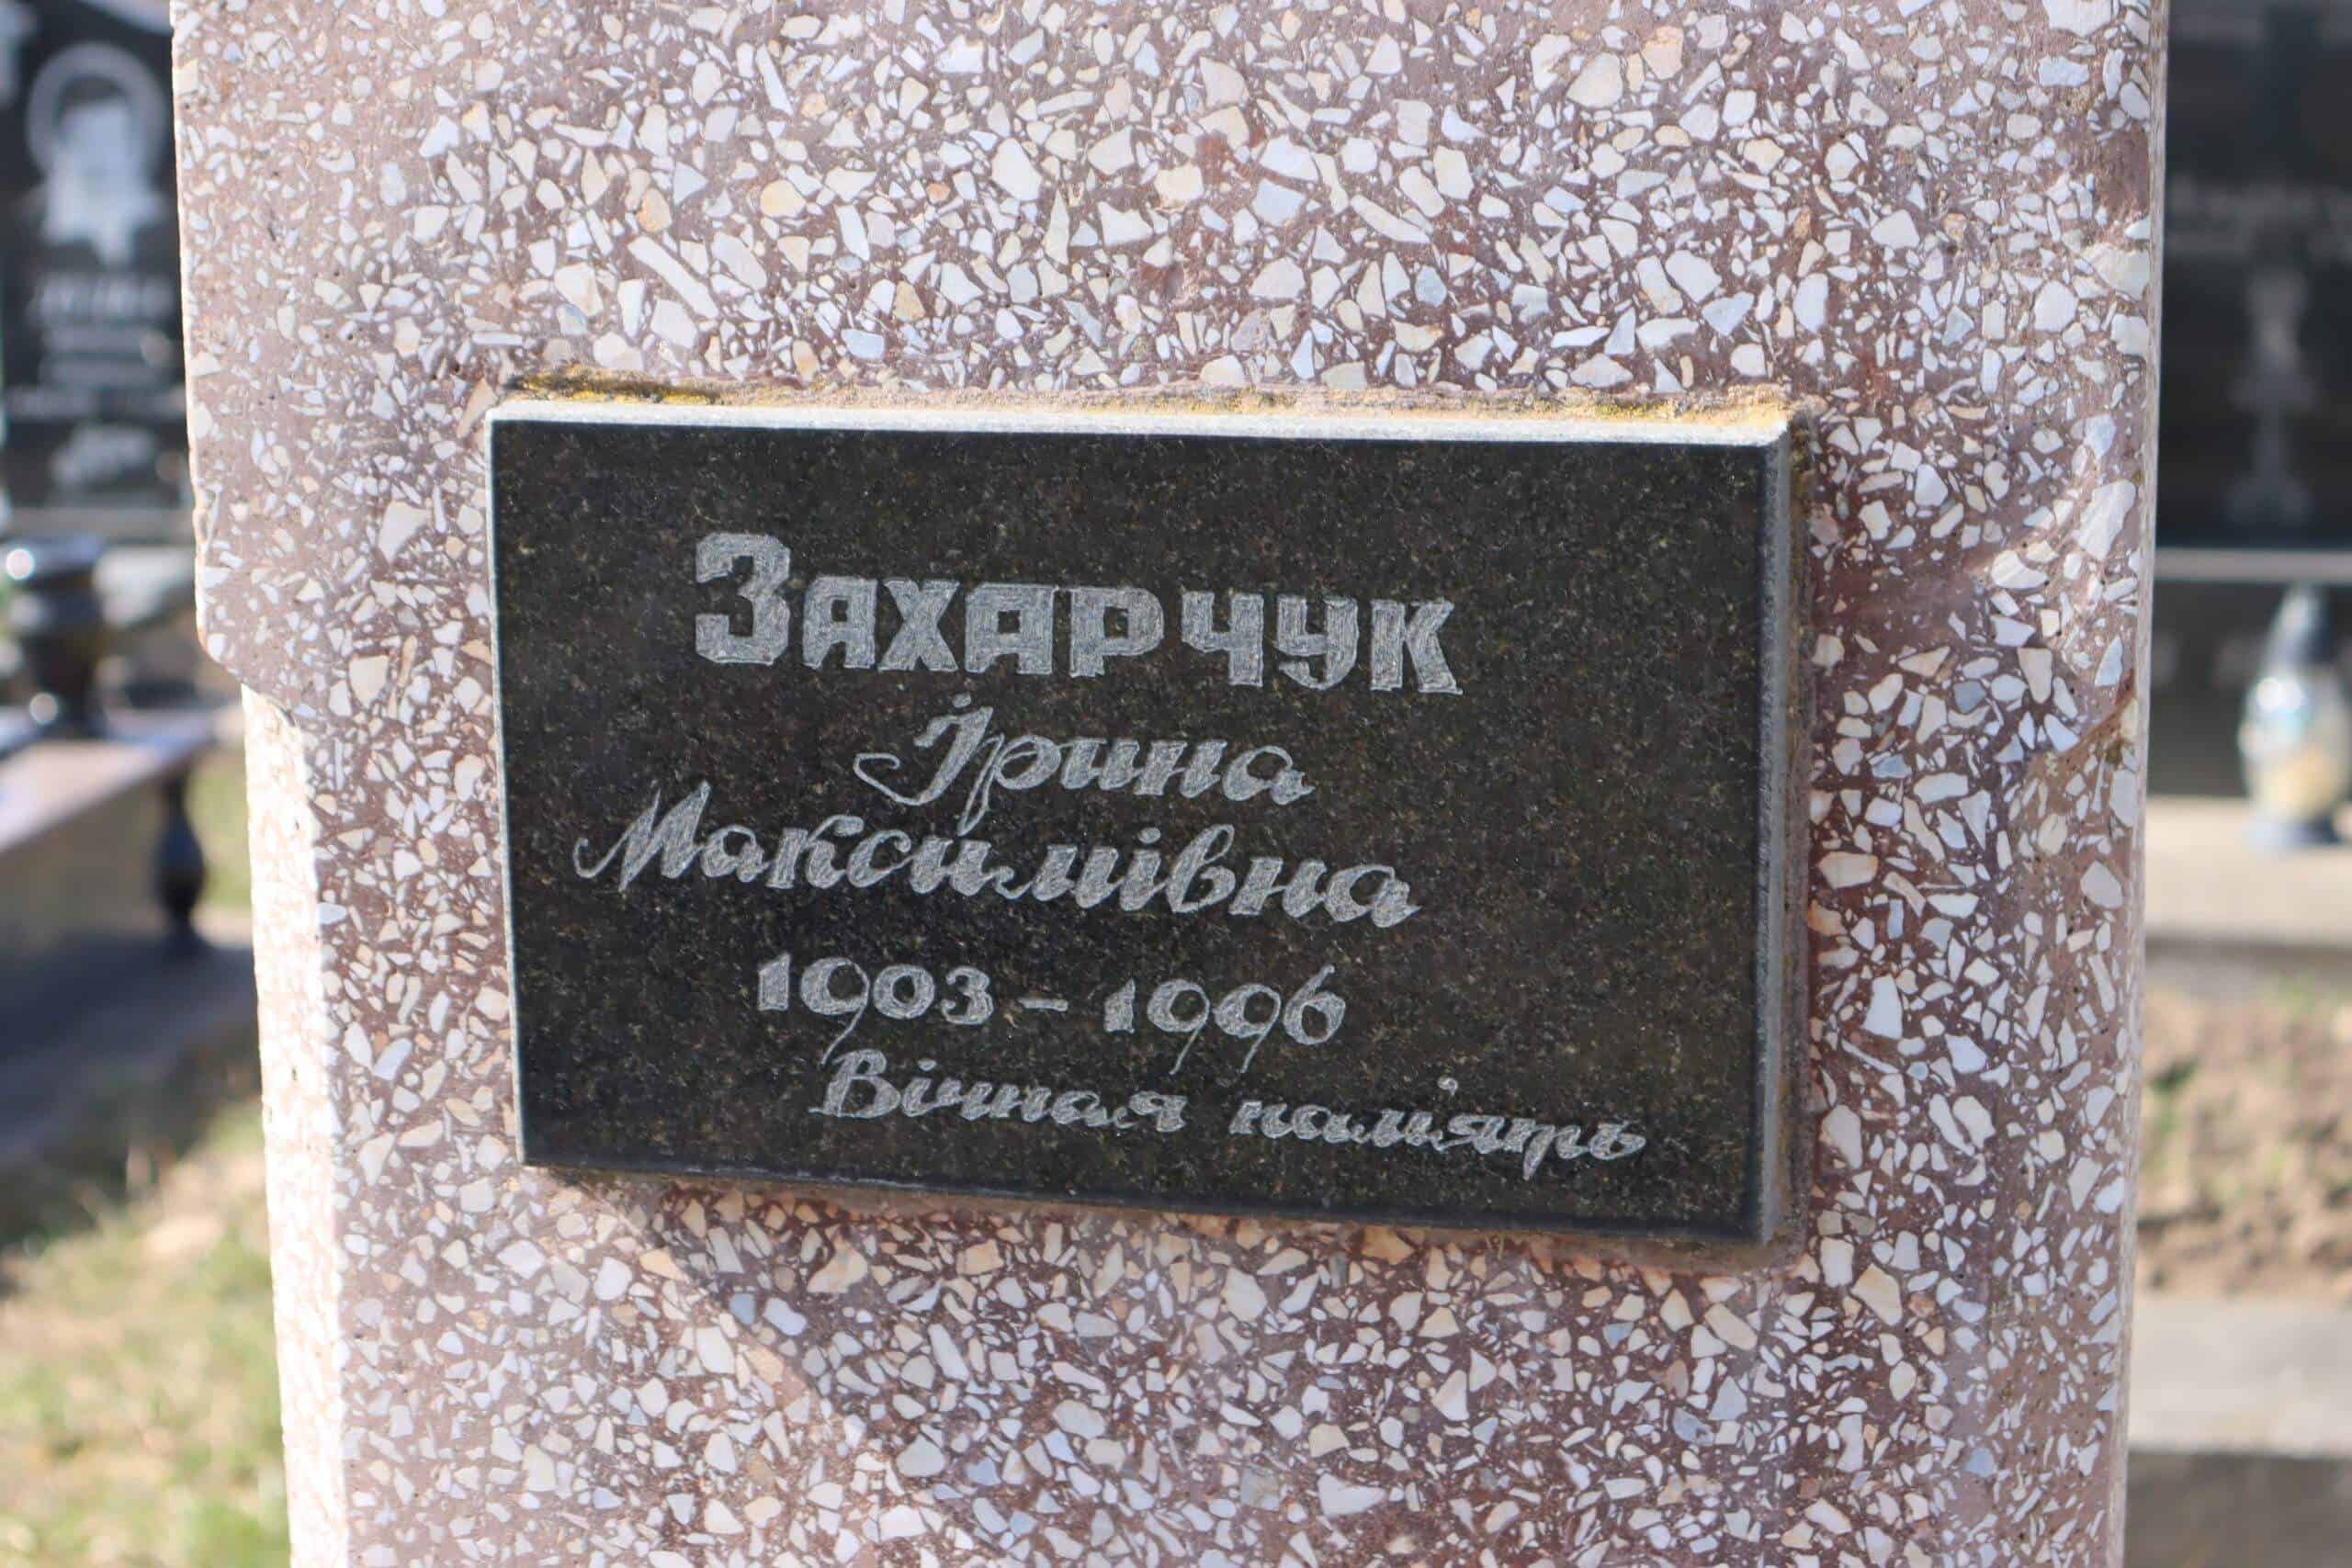 Захарчук
Ірина
Максимівна
1903 - 1996
Вічная пам'ять